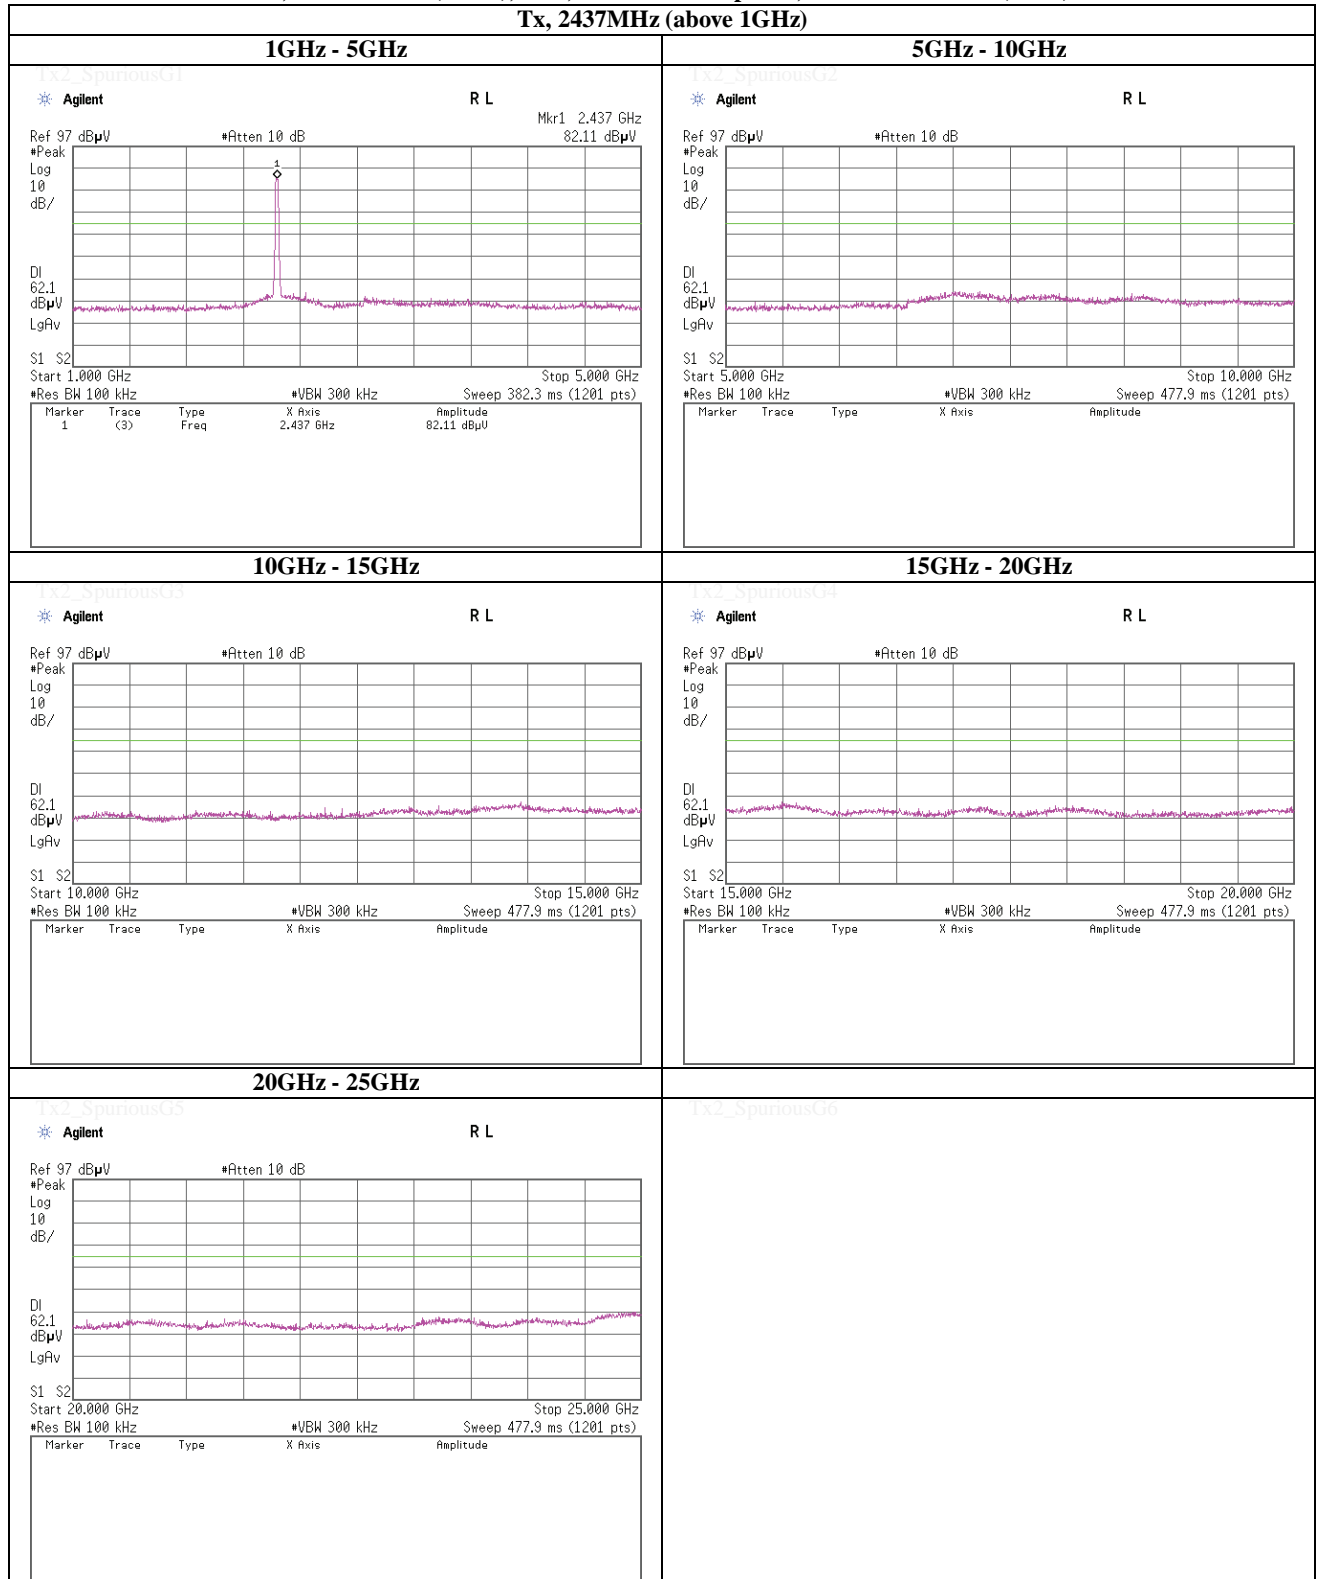 Tx, 2437MHz (above 1GHz)
1GHz - 5GHz
5GHz - 10GHz
Tx2_SpuriousG1
Agilent
R L
Mkr1 2.437 GHz
Ref 97 dBµV
#Atten 10 dB
82.11 dBµV
#Peak
Log
10
dB/
DI
62.1
dBµV
LgAv
S1 S2
1
Start 1.000 GHz
Stop 5.000 GHz
#Res BW 100 kHz
#VBW 300 kHz
Sweep 382.3 ms (1201 pts)
Marker Trace Type X Axis Amplitude
1 (3) Freq 2.437 GHz 82.11 dBµV
Tx2_SpuriousG2
Agilent
R L
Ref 97 dBµV
#Atten 10 dB
#Peak
Log
10
dB/
DI
62.1
dBµV
LgAv
S1 S2
Start 5.000 GHz
Stop 10.000 GHz
#Res BW 100 kHz
#VBW 300 kHz
Sweep 477.9 ms (1201 pts)
Marker Trace Type X Axis Amplitude
10GHz - 15GHz
15GHz - 20GHz
Tx2_SpuriousG3
Agilent
R L
Ref 97 dBµV
#Atten 10 dB
#Peak
Log
10
dB/
DI
62.1
dBµV
LgAv
S1 S2
Start 10.000 GHz
Stop 15.000 GHz
#Res BW 100 kHz
#VBW 300 kHz
Sweep 477.9 ms (1201 pts)
Marker Trace Type X Axis Amplitude
Tx2_SpuriousG4
Agilent
R L
Ref 97 dBµV
#Atten 10 dB
#Peak
Log
10
dB/
DI
62.1
dBµV
LgAv
S1 S2
Start 15.000 GHz
Stop 20.000 GHz
#Res BW 100 kHz
#VBW 300 kHz
Sweep 477.9 ms (1201 pts)
Marker Trace Type X Axis Amplitude
20GHz - 25GHz
Tx2_SpuriousG5
Agilent
R L
Ref 97 dBµV
#Atten 10 dB
#Peak
Log
10
dB/
DI
62.1
dBµV
LgAv
S1 S2
Start 20.000 GHz
Stop 25.000 GHz
#Res BW 100 kHz
#VBW 300 kHz
Sweep 477.9 ms (1201 pts)
Marker Trace Type X Axis Amplitude
Tx2_SpuriousG6